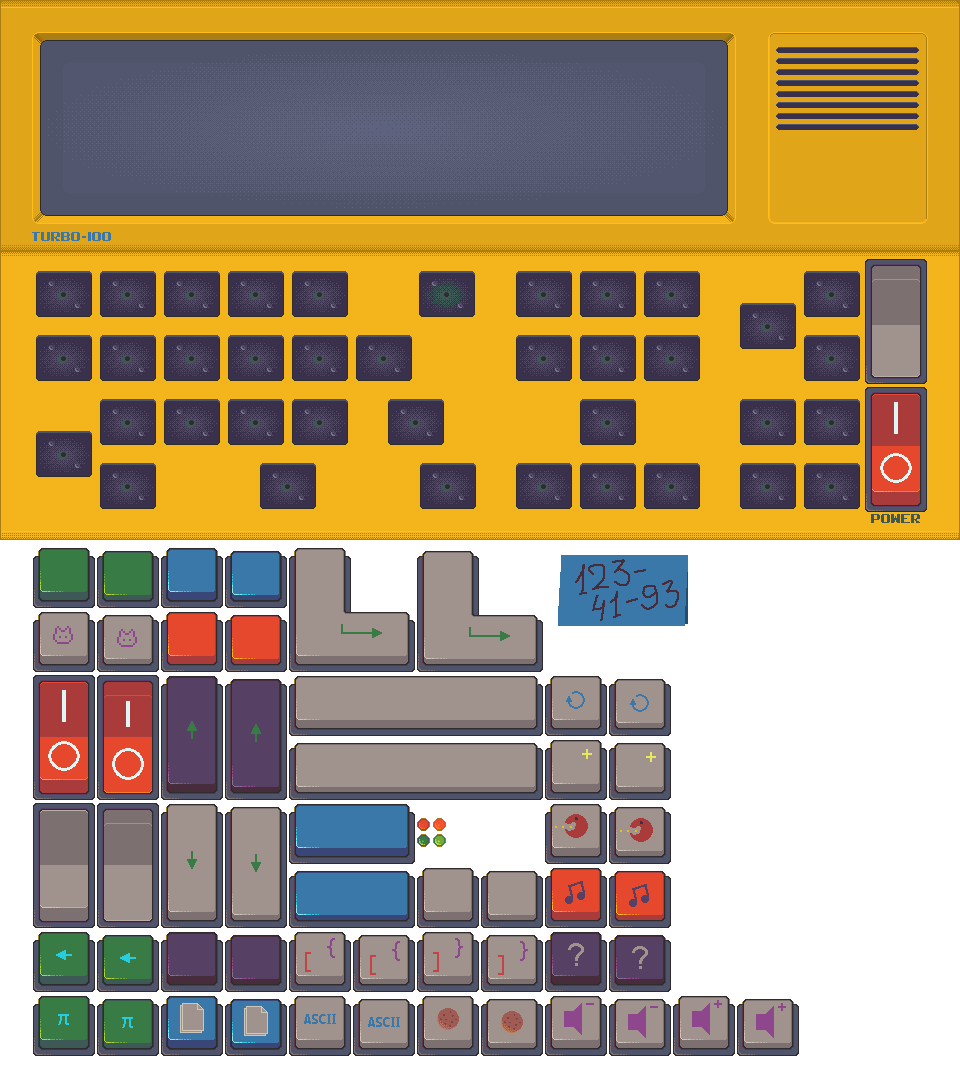 TURBO-100
POWER
123-
41-93
[ {
[ {
] }
] }
? ?
π π
ASCII ASCII